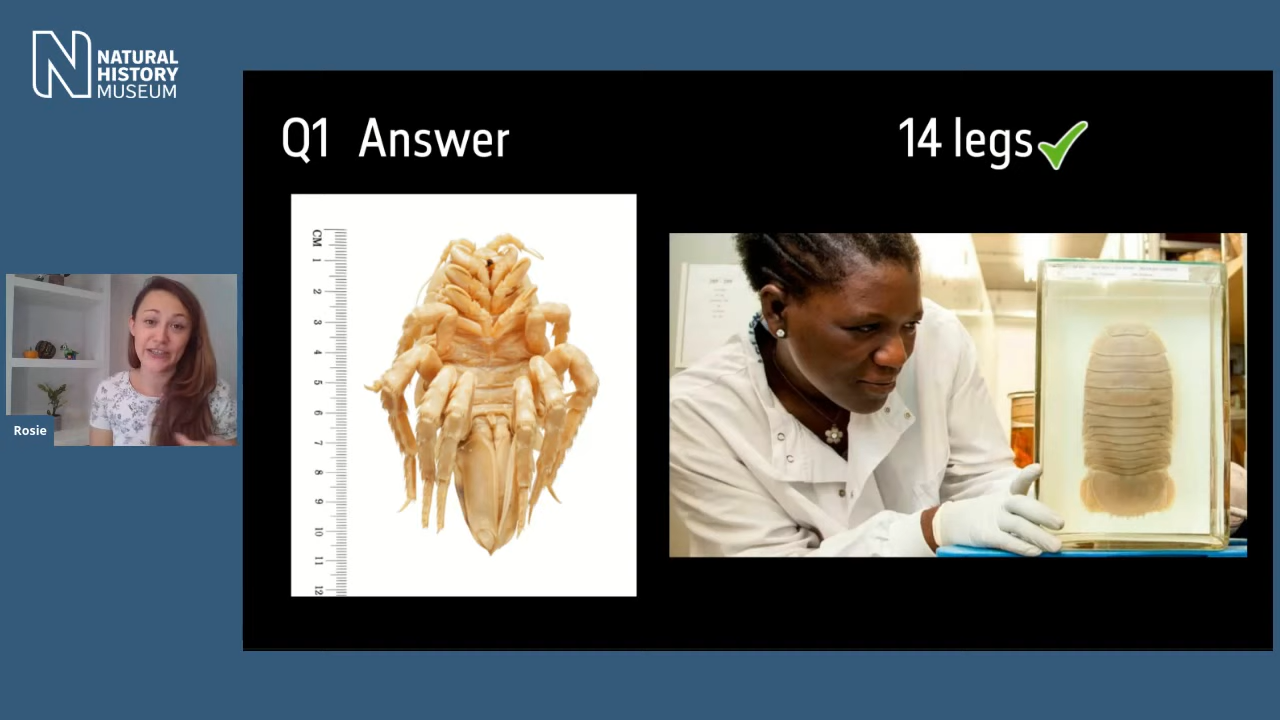 NATURAL
HISTORY
MUSEUM
Q1 Answer
14 legs
CM
1
2
3
4
5
6
7
8
9
10
11
12
Rosie